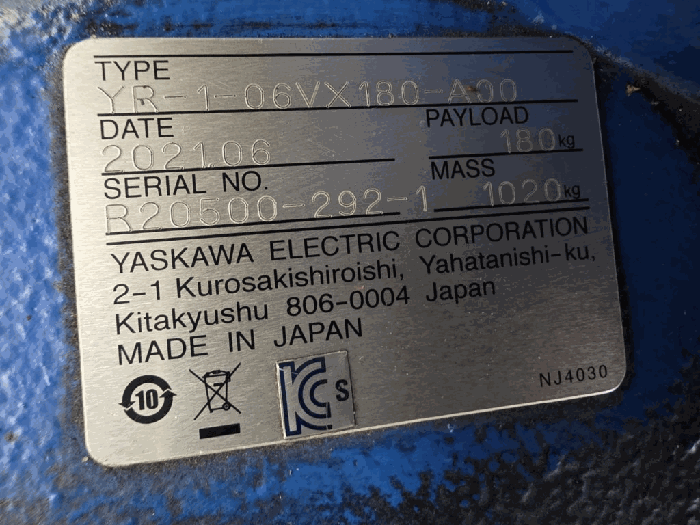 TYPE
YR-1-06VX180-A00
DATE
PAYLOAD
2021.06
180kg
SERIAL NO.
MASS
R20500-292-1
1020kg
YASKAWA ELECTRIC CORPORATION
2-1 Kurosakishiroishi, Yahatanishi-ku,
Kitakyushu 806-0004 Japan
MADE IN JAPAN
10
KC S
NJ4030